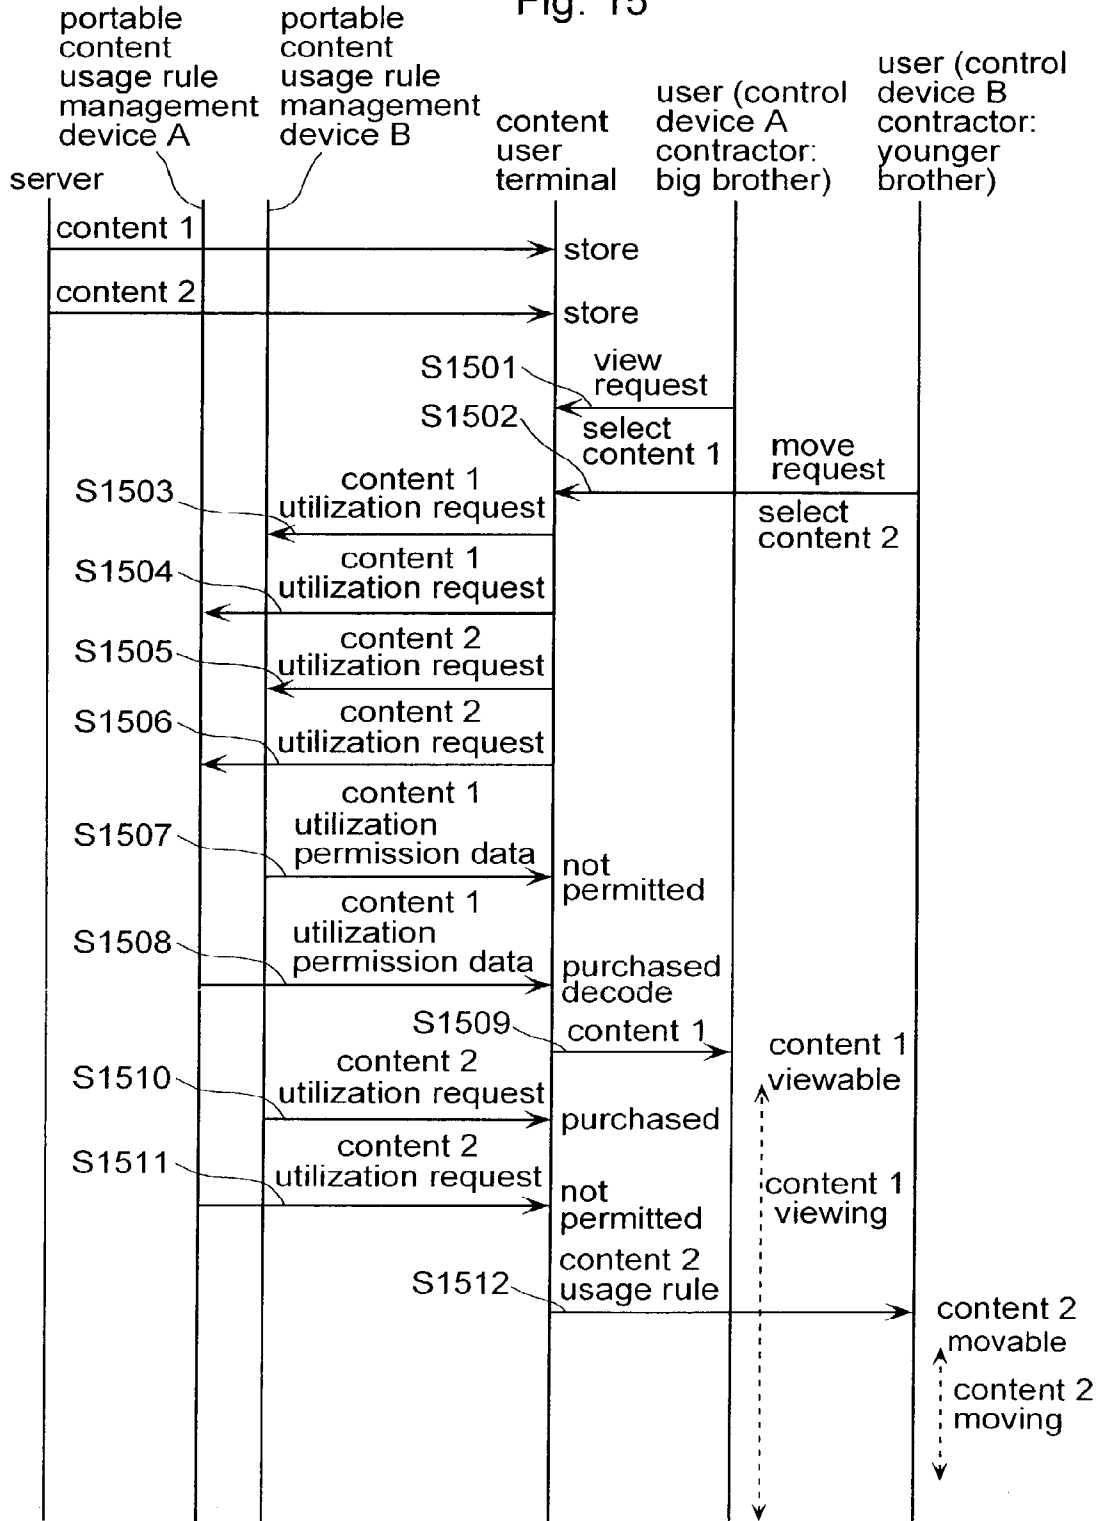 Fig. 15
portable
content
usage rule
management
device A
portable
content
usage rule
management
device B
content
user
terminal
user (control
device A
contractor:
big brother)
user (control
device B
contractor:
younger
brother)
server
content 1
store
content 2
store
S1501
view
request
S1502
select
content 1
move
request
select
content 2
S1503
content 1
utilization request
S1504
content 1
utilization request
S1505
content 2
utilization request
S1506
content 2
utilization request
S1507
content 1
utilization
permission data
not
permitted
S1508
content 1
utilization
permission data
purchased
decode
S1509
content 1
content 1
viewable
S1510
content 2
utilization request
purchased
S1511
content 2
utilization request
not
permitted
content 1
viewing
S1512
content 2
usage rule
content 2
movable
content 2
moving